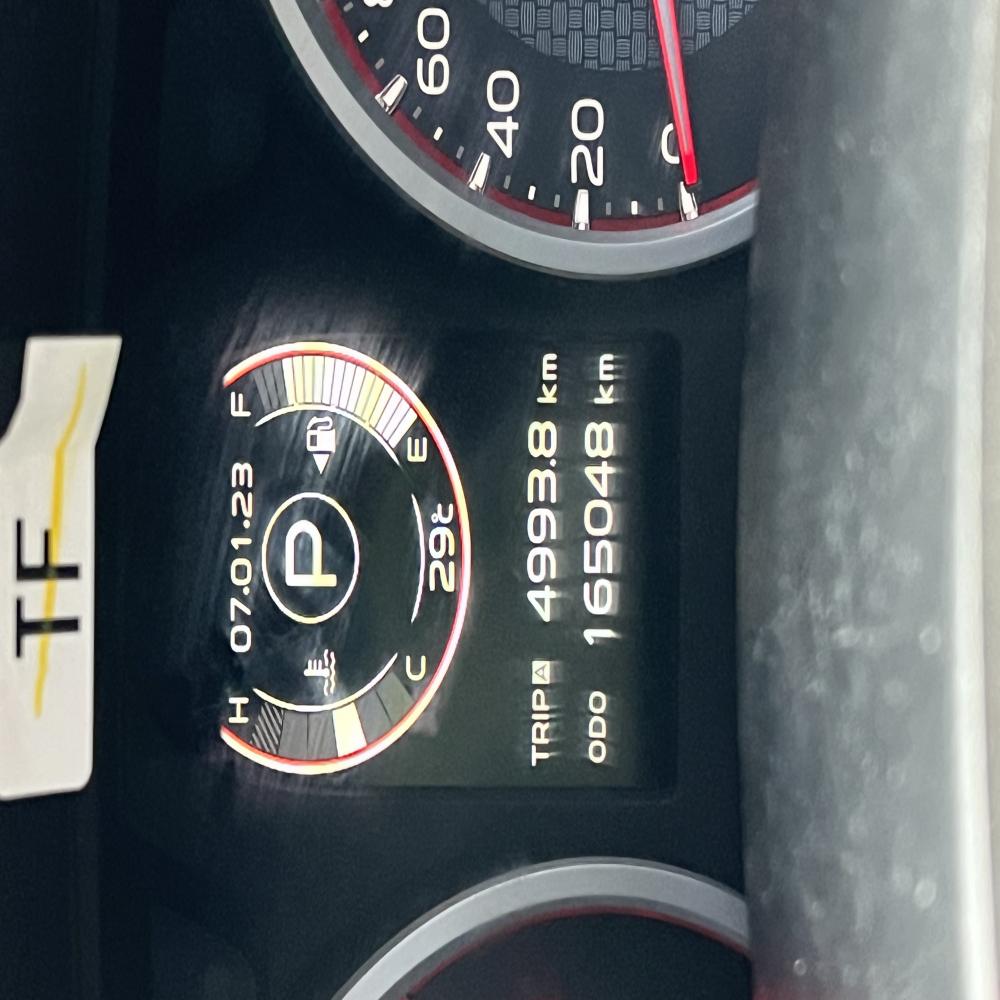 TF
H 07.01.23 F
P
C 29℃ E
TRIP A 4993.8 km
ODO 165048 km
0
20
40
60